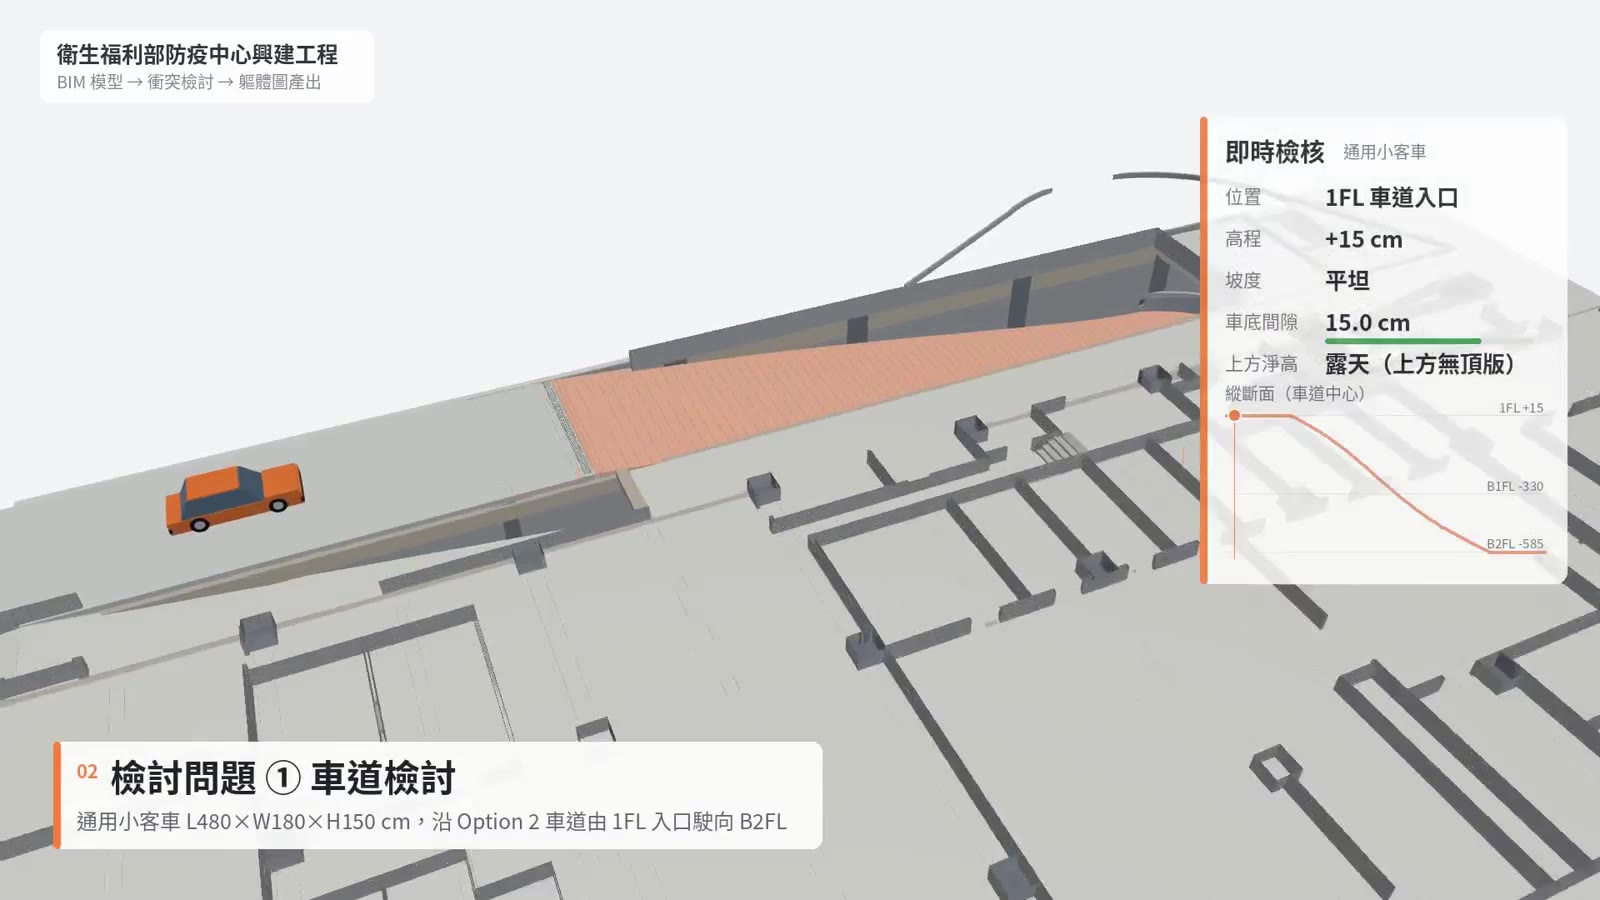 衛生福利部防疫中心興建工程
BIM 模型 → 衝突檢討 → 軀體圖產出
即時檢核 通用小客車
位置 1FL 車道入口
高程 +15 cm
坡度 平坦
車底間隙 15.0 cm
上方淨高 露天（上方無頂版）
縱斷面（車道中心）
1FL +15
B1FL -330
B2FL -585
02 檢討問題 ① 車道檢討
通用小客車 L480×W180×H150 cm，沿 Option 2 車道由 1FL 入口駛向 B2FL